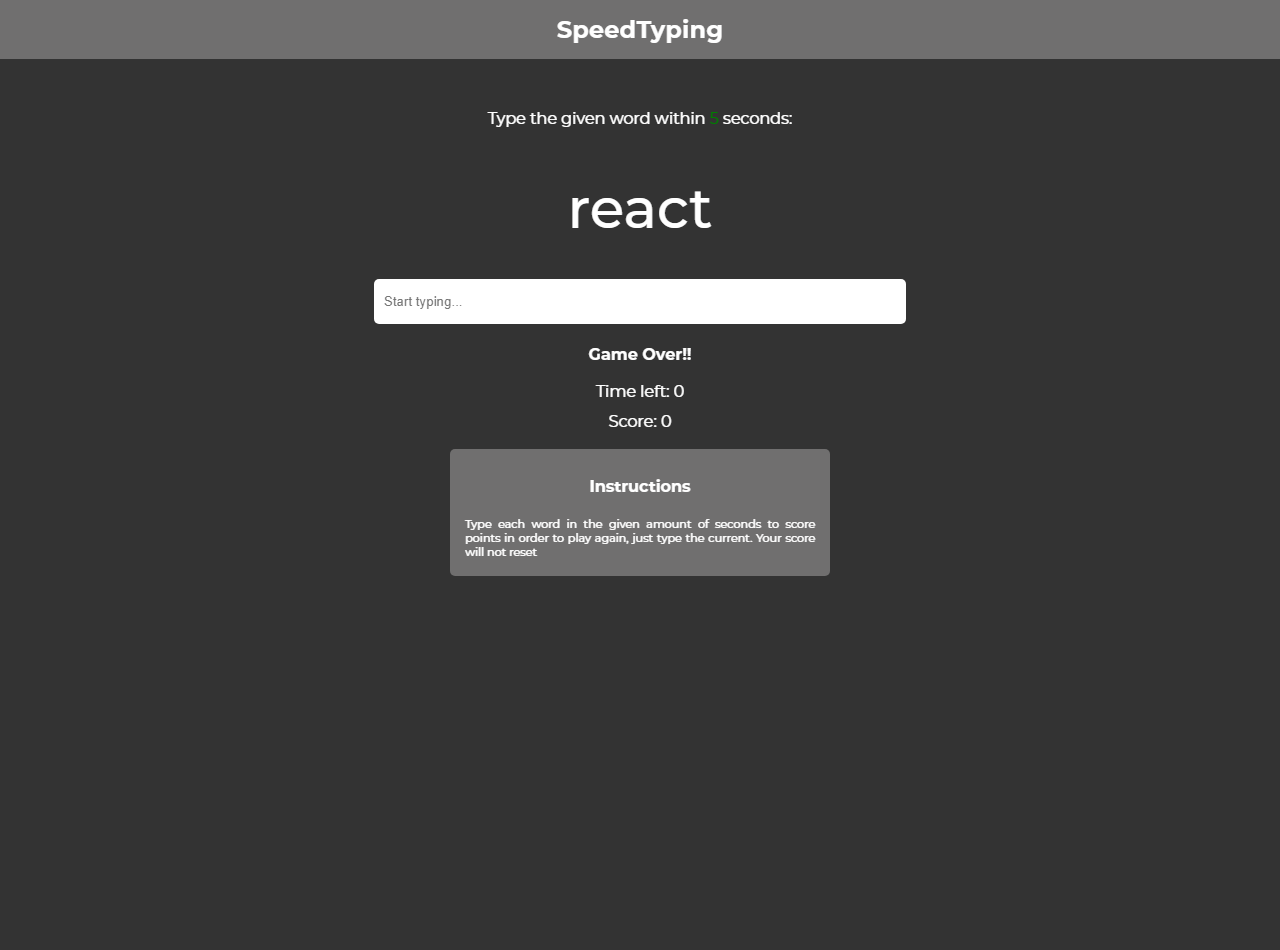 SpeedTyping
Type the given word within 5 seconds:
react
Start typing...
Game Over!!
Time left: 0
Score: 0
Instructions
Type each word in the given amount of seconds to score
points in order to play again, just type the current. Your score
will not reset